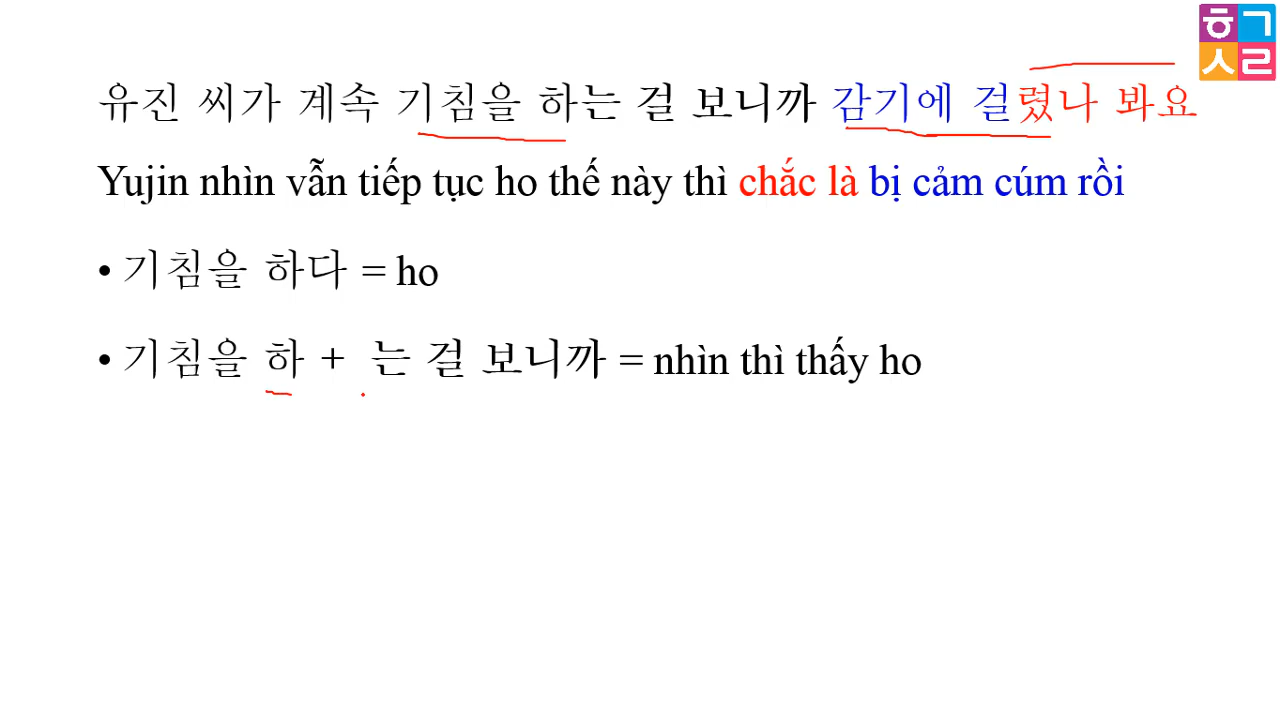 ㅎㄱ
ㅅㄹ
유진 씨가 계속 기침을 하는 걸 보니까 감기에 걸렸나 봐요
Yujin nhìn vẫn tiếp tục ho thế này thì chắc là bị cảm cúm rồi
• 기침을 하다 = ho
• 기침을 하 + 는 걸 보니까 = nhìn thì thấy ho